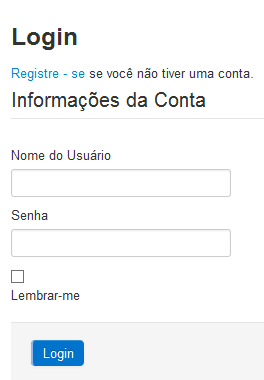 Login
Registre - se se você não tiver uma conta.
Informações da Conta
Nome do Usuário
Senha
Lembrar-me
Login